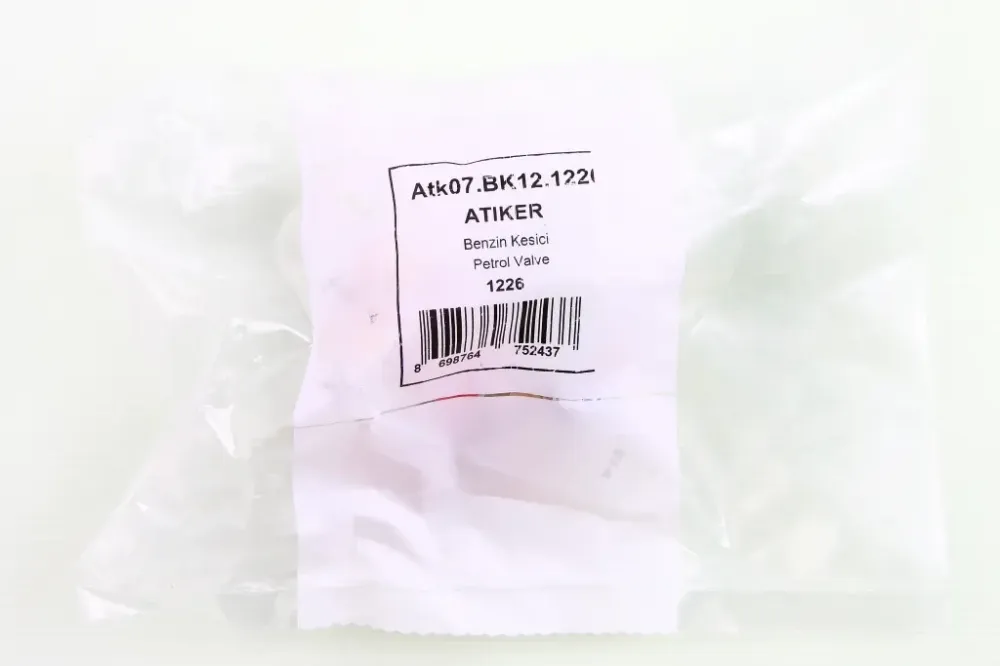 Atk07.BK12.122
ATIKER
Benzin Kesici
Petrol Valve
1226
8 698764 752437